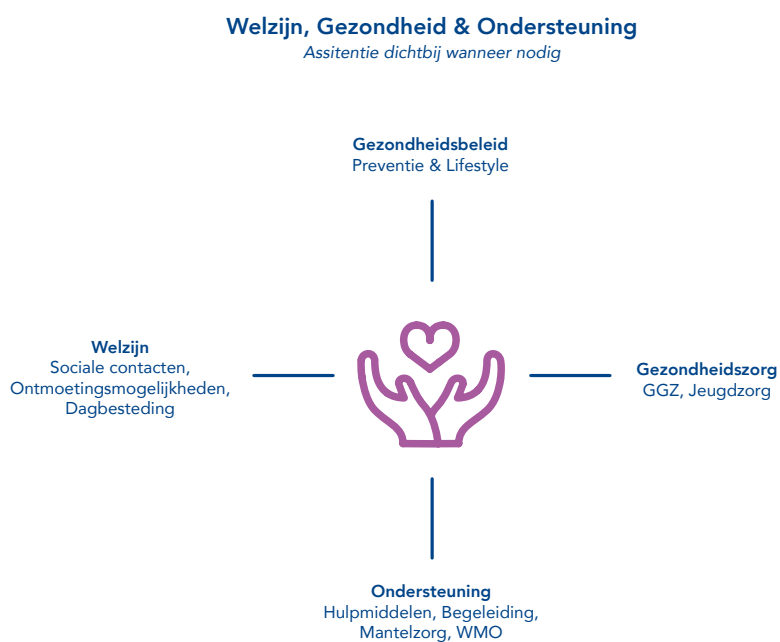 Welzijn, Gezondheid & Ondersteuning
Assitentie dichtbij wanneer nodig
Gezondheidsbeleid
Preventie & Lifestyle
Welzijn
Sociale contacten,
Ontmoetingsmogelijkheden,
Dagbesteding
Gezondheidszorg
GGZ, Jeugdzorg
Ondersteuning
Hulpmiddelen, Begeleiding,
Mantelzorg, WMO